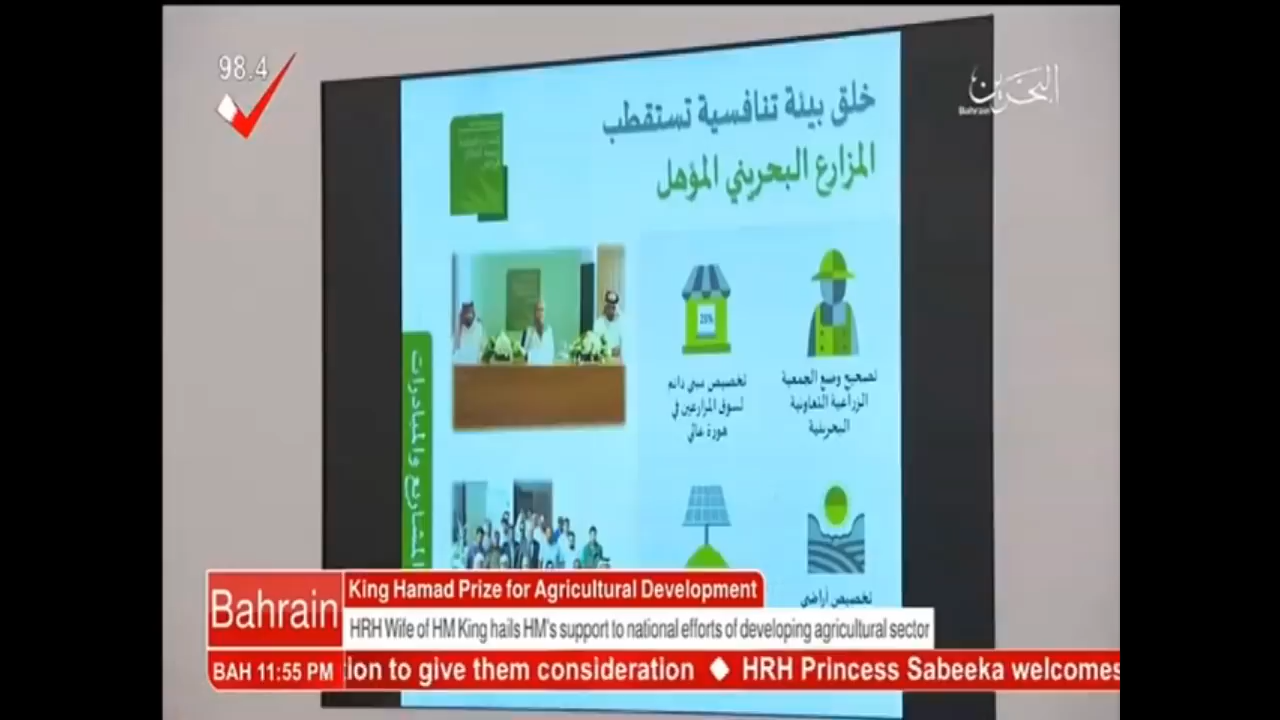 98.4
البحرين
Bahrain
خلق بيئة تنافسية تستقطب
المزارع البحريني المؤهل
تصحيح وضع الجمعية
الزراعية التعاونية
البحرينية
تخصيص مبنى دائم
لسوق المزارعين في
هورة عالي
تخصيص أراضي
المشاريع والمبادرات
Bahrain
King Hamad Prize for Agricultural Development
HRH Wife of HM King hails HM's support to national efforts of developing agricultural sector
BAH 11:55 PM
tion to give them consideration ◆ HRH Princess Sabeeka welcomes